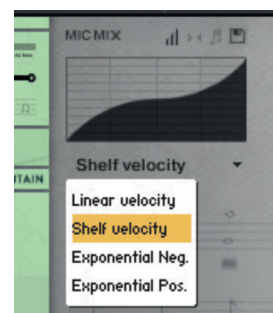 MIC MIX
Shelf velocity
TAIN
Linear velocity
Shelf velocity
Exponential Neg.
Exponential Pos.